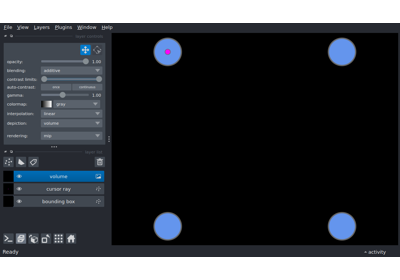 File View Layers Plugins Window Help
opacity: 1.00
blending: additive
contrast limits:
auto-contrast: once continuous
gamma: 1.00
colormap: gray
interpolation: linear
depiction: volume
rendering: mip
volume
cursor ray
bounding box
Ready
activity